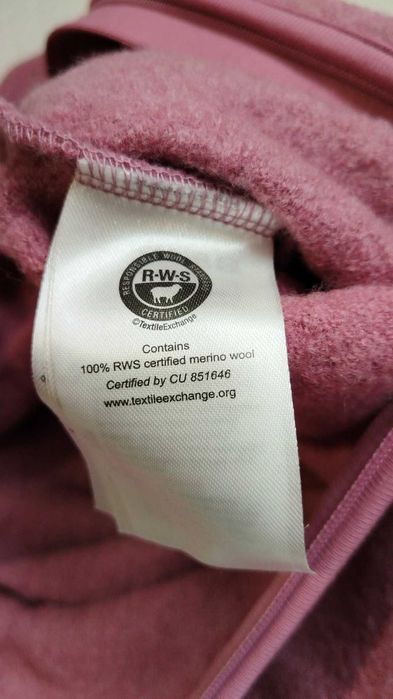 RESPONSIBLE WOOL STANDARD
R·W·S
CERTIFIED
©TextileExchange
Contains
100% RWS certified merino wool
Certified by CU 851646
www.textileexchange.org